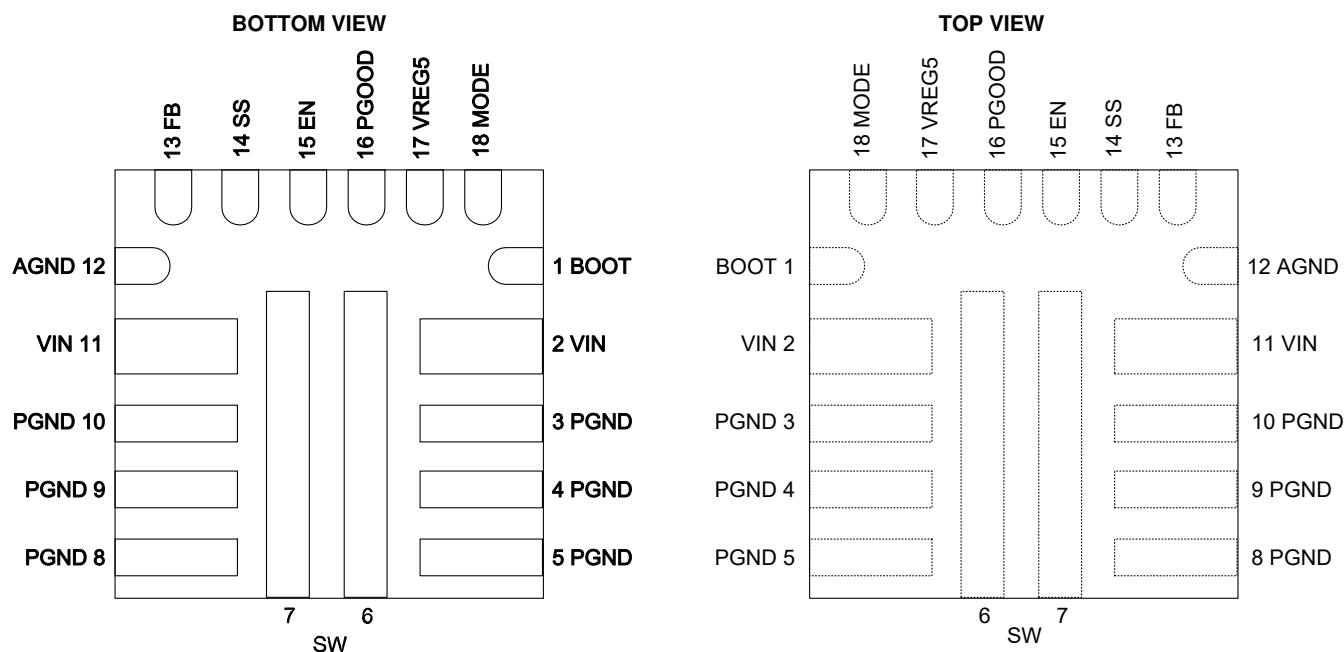 BOTTOM VIEW
13 FB
14 SS
15 EN
16 PGOOD
17 VREG5
18 MODE
AGND 12
1 BOOT
VIN 11
2 VIN
PGND 10
3 PGND
PGND 9
4 PGND
PGND 8
5 PGND
7
6
SW
TOP VIEW
18 MODE
17 VREG5
16 PGOOD
15 EN
14 SS
13 FB
BOOT 1
12 AGND
VIN 2
11 VIN
PGND 3
10 PGND
PGND 4
9 PGND
PGND 5
8 PGND
6
7
SW